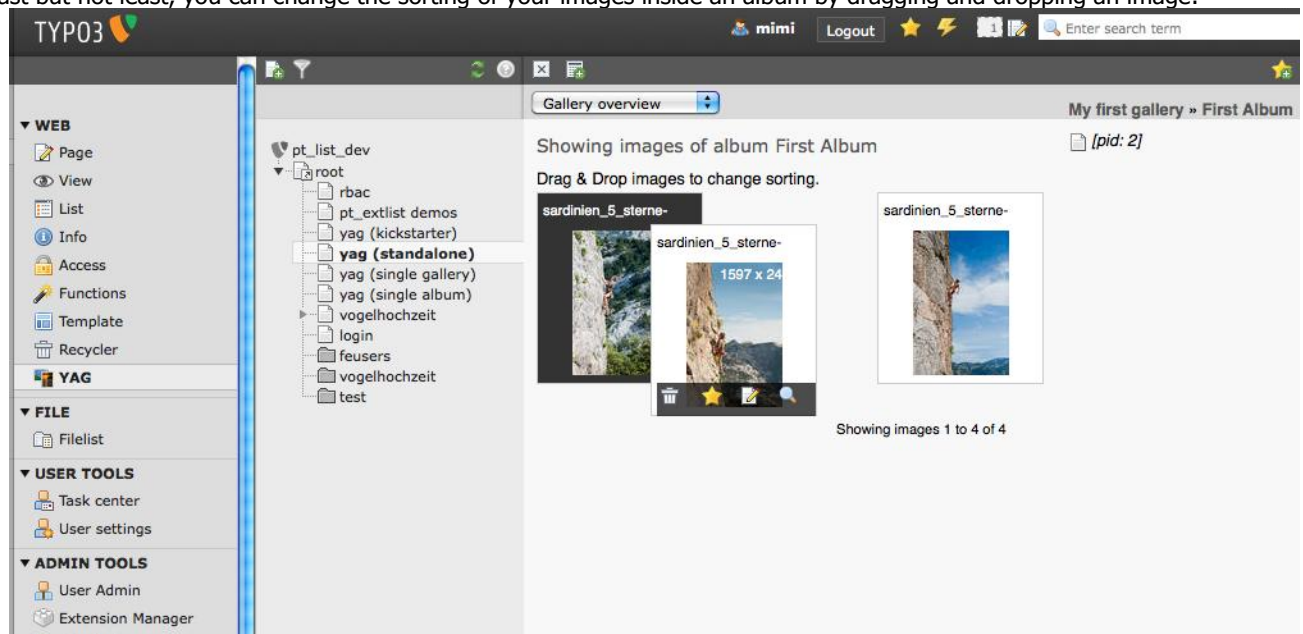 ast but not least, you can change the sorting of your images inside an album by dragging and dropping an image.
TYPO3
mimi
Logout
1
Enter search term
Gallery overview
My first gallery » First Album
[pid: 2]
WEB
Page
View
List
Info
Access
Functions
Template
Recycler
YAG
FILE
Filelist
USER TOOLS
Task center
User settings
ADMIN TOOLS
User Admin
Extension Manager
pt_list_dev
root
rbac
pt_extlist demos
yag (kickstarter)
yag (standalone)
yag (single gallery)
yag (single album)
vogelhochzeit
login
feusers
vogelhochzeit
test
Showing images of album First Album
Drag & Drop images to change sorting.
sardinien_5_sterne-
sardinien_5_sterne-
1597 x 24
sardinien_5_sterne-
Showing images 1 to 4 of 4